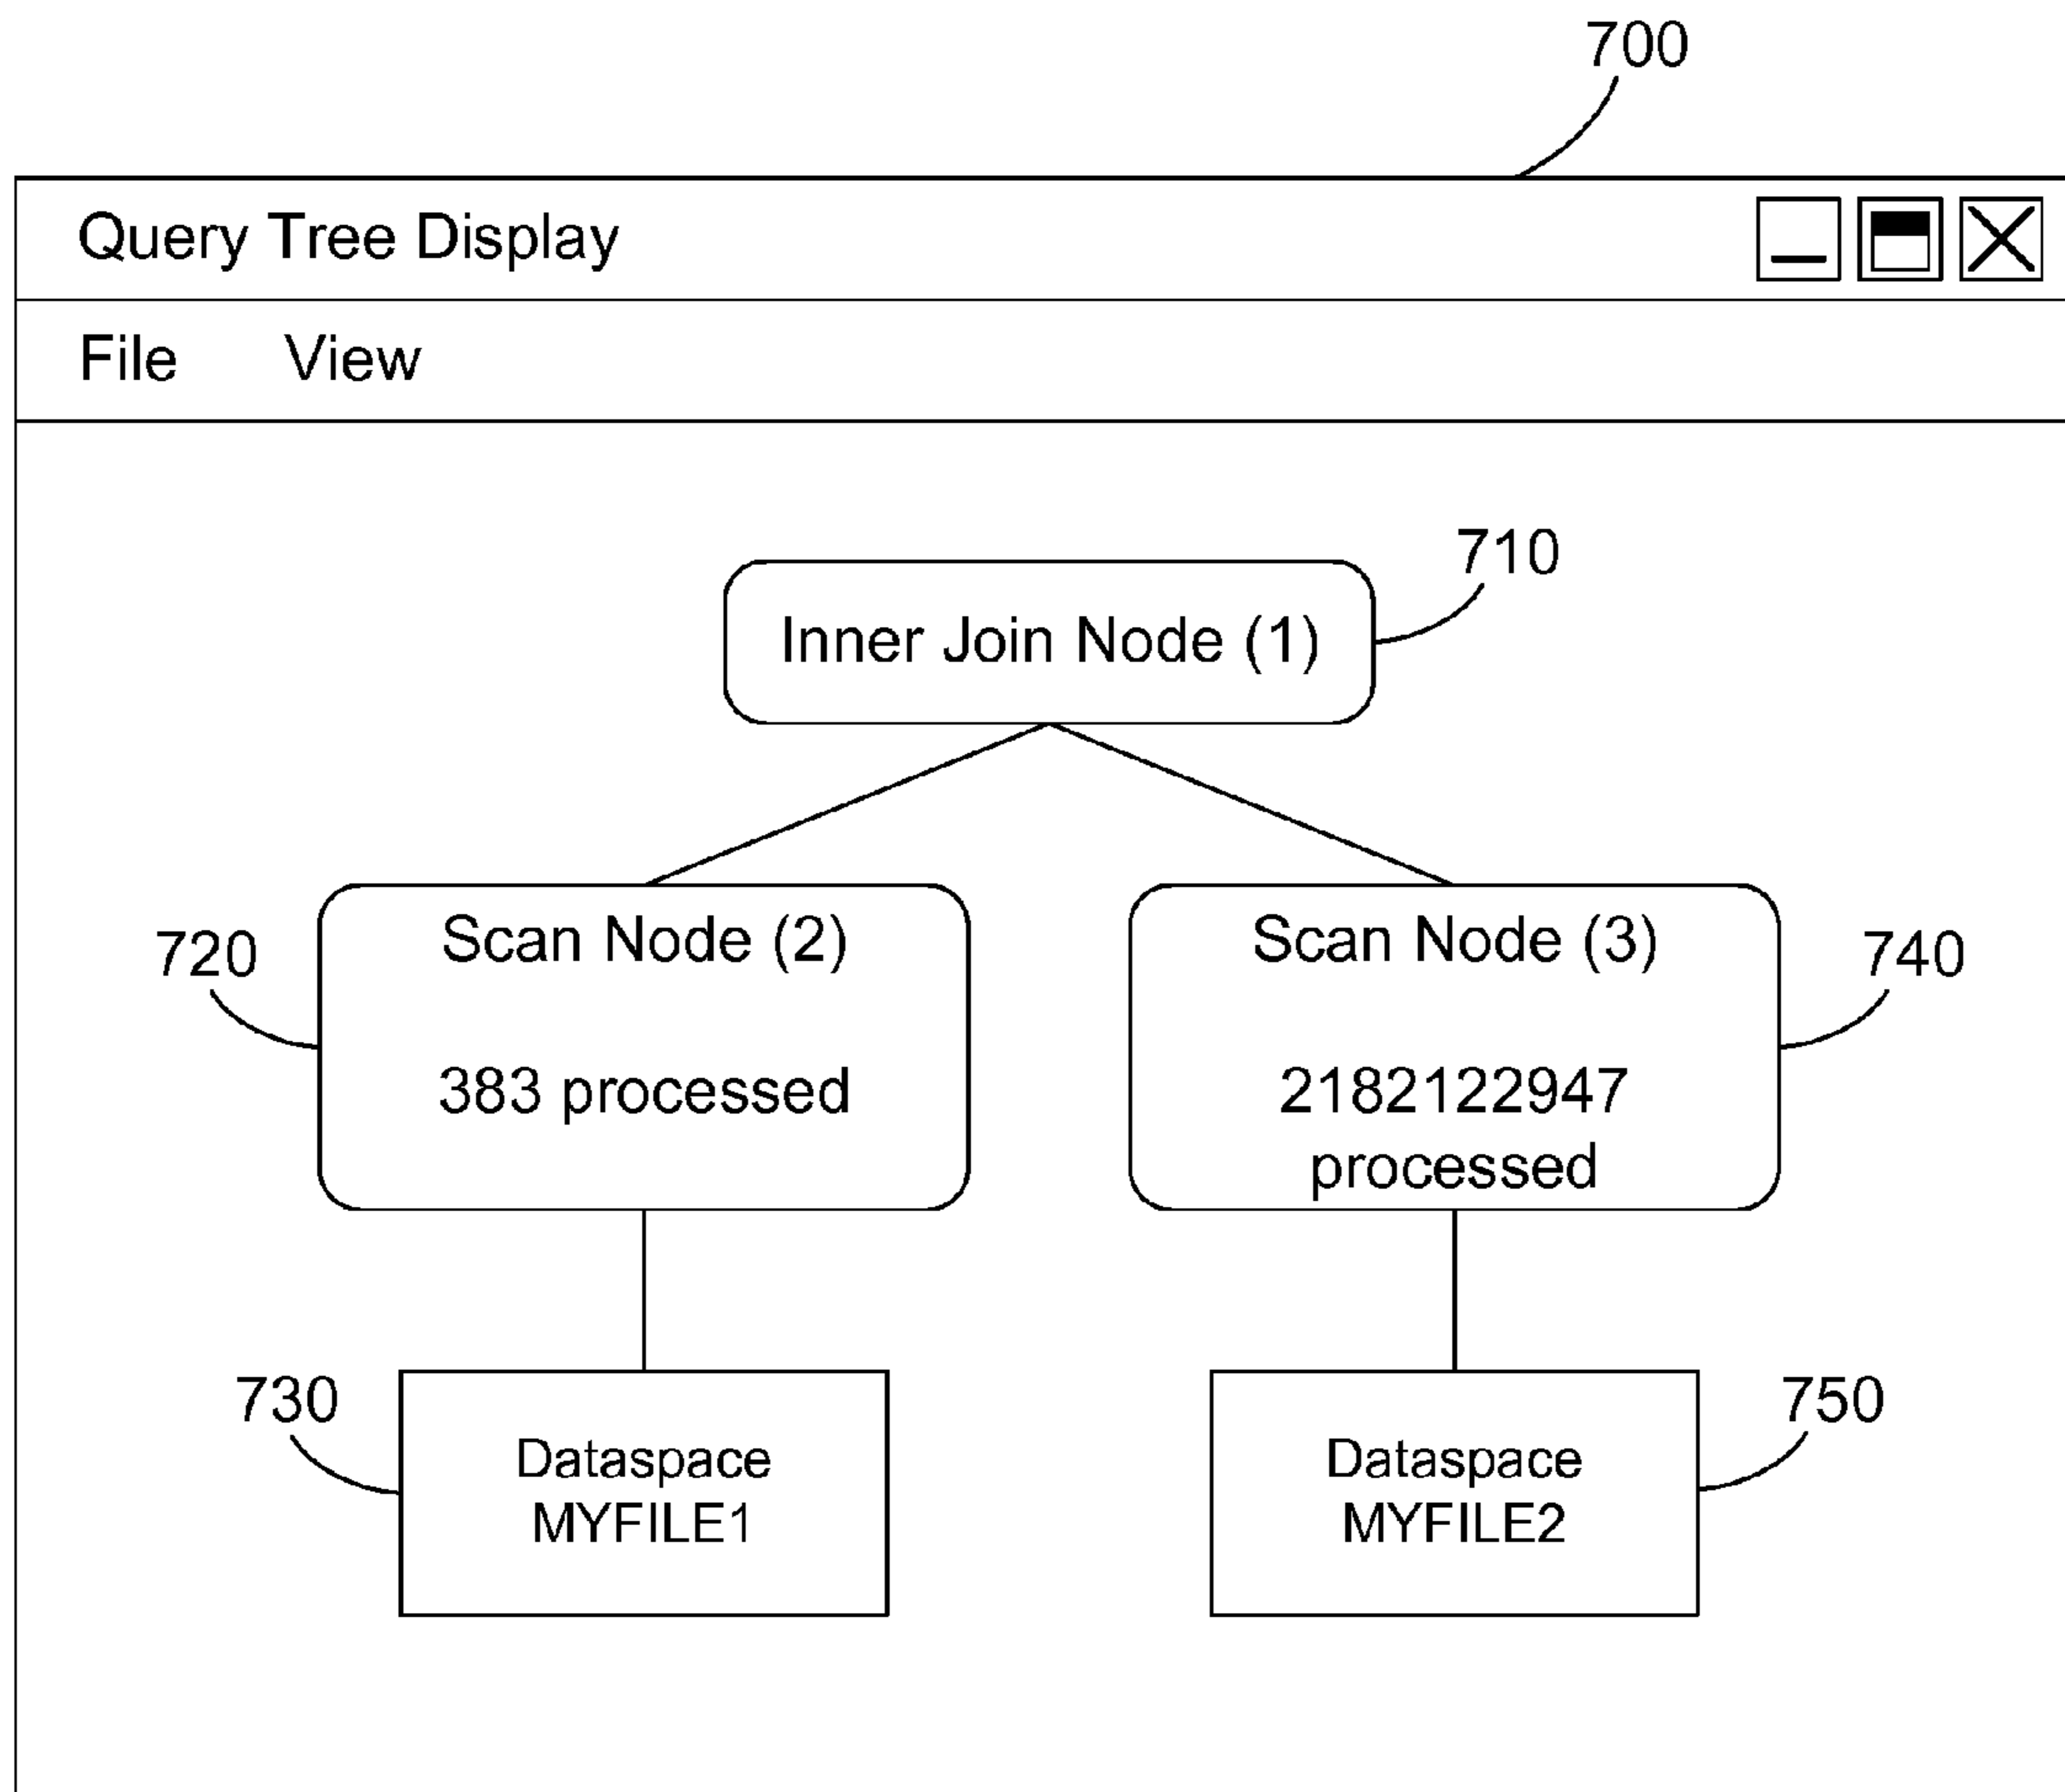 700
Query Tree Display
File View
710
Inner Join Node (1)
720
Scan Node (2)
383 processed
Scan Node (3)
2182122947
processed
740
730
Dataspace
MYFILE1
Dataspace
MYFILE2
750